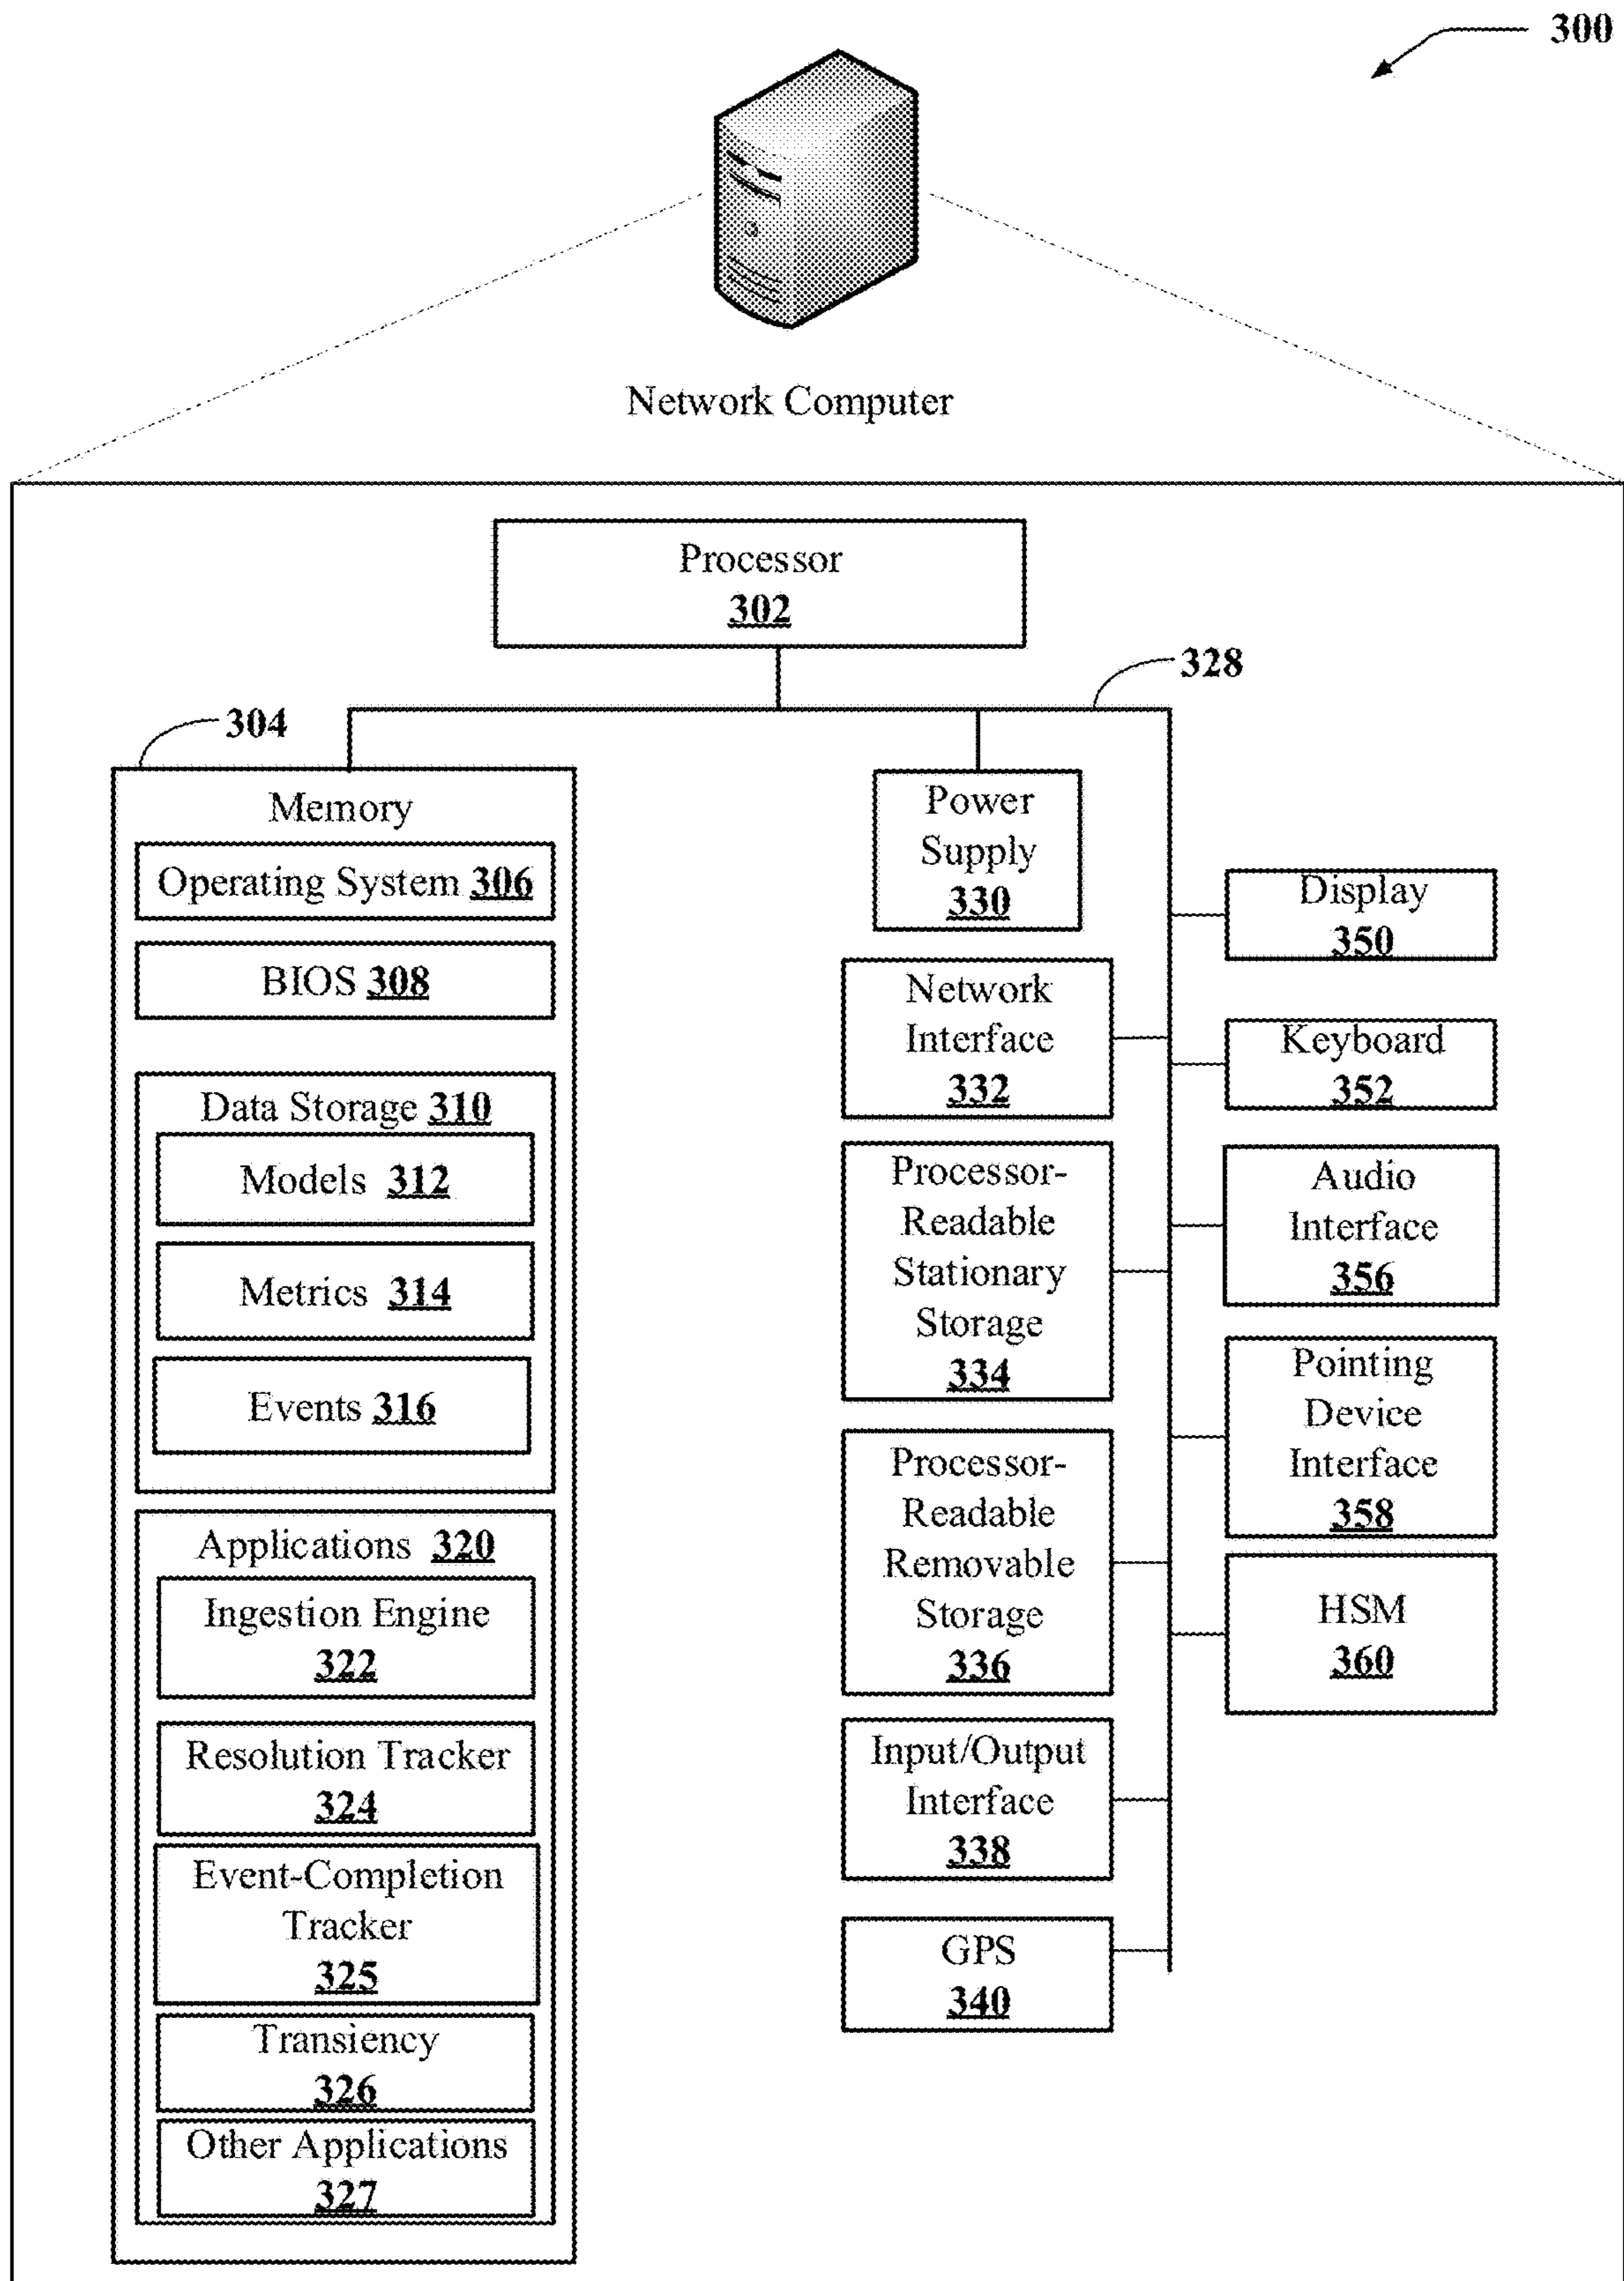 300
Network Computer
Processor
302
328
304
Memory
Operating System 306
BIOS 308
Data Storage 310
Models 312
Metrics 314
Events 316
Applications 320
Ingestion Engine
322
Resolution Tracker
324
Event-Completion
Tracker
325
Transiency
326
Other Applications
327
Power
Supply
330
Network
Interface
332
Processor-
Readable
Stationary
Storage
334
Processor-
Readable
Removable
Storage
336
Input/Output
Interface
338
GPS
340
Display
350
Keyboard
352
Audio
Interface
356
Pointing
Device
Interface
358
HSM
360